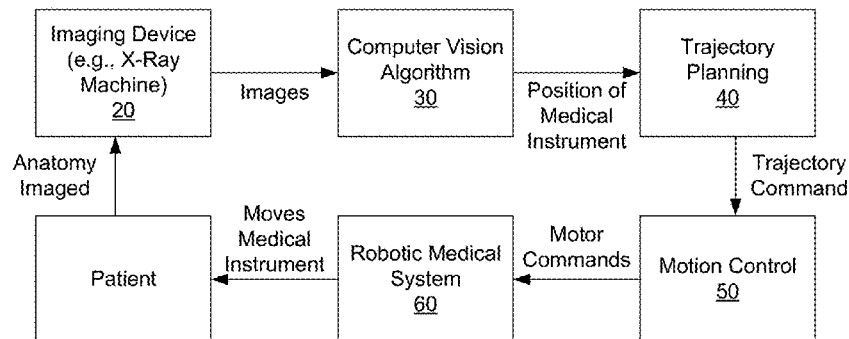 Imaging Device
(e.g., X-Ray
Machine)
20
Images
Computer Vision
Algorithm
30
Position of
Medical
Instrument
Trajectory
Planning
40
Anatomy
Imaged
Trajectory
Command
Patient
Moves
Medical
Instrument
Robotic Medical
System
60
Motor
Commands
Motion Control
50